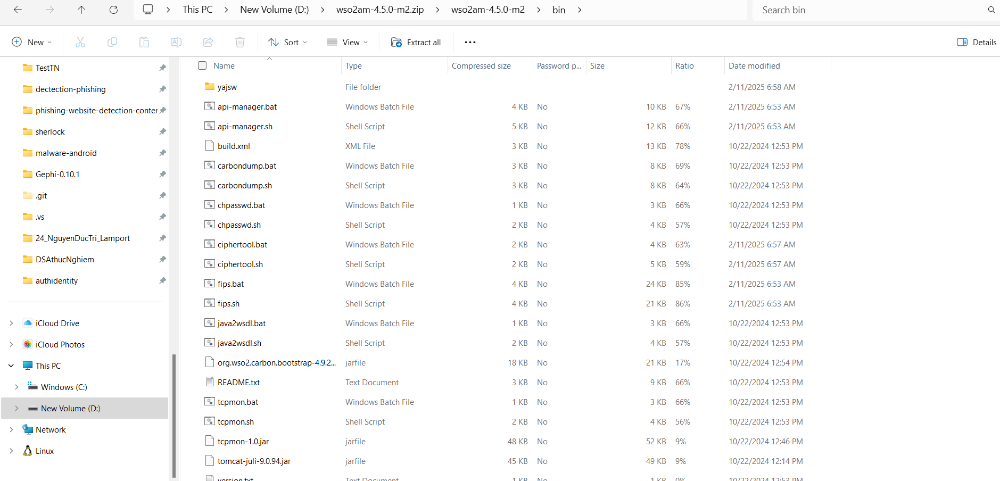 This PC > New Volume (D:) > wso2am-4.5.0-m2.zip > wso2am-4.5.0-m2 > bin >
Search bin
New
Sort
View
Extract all
Details
TestTN
dectection-phishing
phishing-website-detection-conter
sherlock
malware-android
Gephi-0.10.1
.git
.vs
24_NguyenDucTri_Lamport
DSAthucNghiem
authidentity
iCloud Drive
iCloud Photos
This PC
Windows (C:)
New Volume (D:)
Network
Linux
Name Type Compressed size Password p... Size Ratio Date modified
yajsw File folder 2/11/2025 6:58 AM
api-manager.bat Windows Batch File 4 KB No 10 KB 67% 2/11/2025 6:53 AM
api-manager.sh Shell Script 5 KB No 12 KB 66% 2/11/2025 6:53 AM
build.xml XML File 3 KB No 13 KB 78% 10/22/2024 12:53 PM
carbondump.bat Windows Batch File 3 KB No 8 KB 69% 10/22/2024 12:53 PM
carbondump.sh Shell Script 3 KB No 8 KB 64% 10/22/2024 12:53 PM
chpasswd.bat Windows Batch File 1 KB No 3 KB 66% 10/22/2024 12:53 PM
chpasswd.sh Shell Script 2 KB No 4 KB 57% 10/22/2024 12:53 PM
ciphertool.bat Windows Batch File 2 KB No 4 KB 63% 2/11/2025 6:57 AM
ciphertool.sh Shell Script 2 KB No 5 KB 59% 2/11/2025 6:57 AM
fips.bat Windows Batch File 4 KB No 24 KB 85% 2/11/2025 6:53 AM
fips.sh Shell Script 4 KB No 21 KB 86% 2/11/2025 6:53 AM
java2wsdl.bat Windows Batch File 1 KB No 3 KB 66% 10/22/2024 12:53 PM
java2wsdl.sh Shell Script 2 KB No 4 KB 57% 10/22/2024 12:53 PM
org.wso2.carbon.bootstrap-4.9.2... jarfile 18 KB No 21 KB 17% 10/22/2024 12:54 PM
README.txt Text Document 3 KB No 9 KB 66% 10/22/2024 12:53 PM
tcpmon.bat Windows Batch File 1 KB No 3 KB 66% 10/22/2024 12:53 PM
tcpmon.sh Shell Script 2 KB No 4 KB 56% 10/22/2024 12:53 PM
tcpmon-1.0.jar jarfile 48 KB No 52 KB 9% 10/22/2024 12:46 PM
tomcat-juli-9.0.94.jar jarfile 45 KB No 49 KB 9% 10/22/2024 12:14 PM
version.txt Text Document 1 KB No 1 KB 0% 10/22/2024 12:53 PM